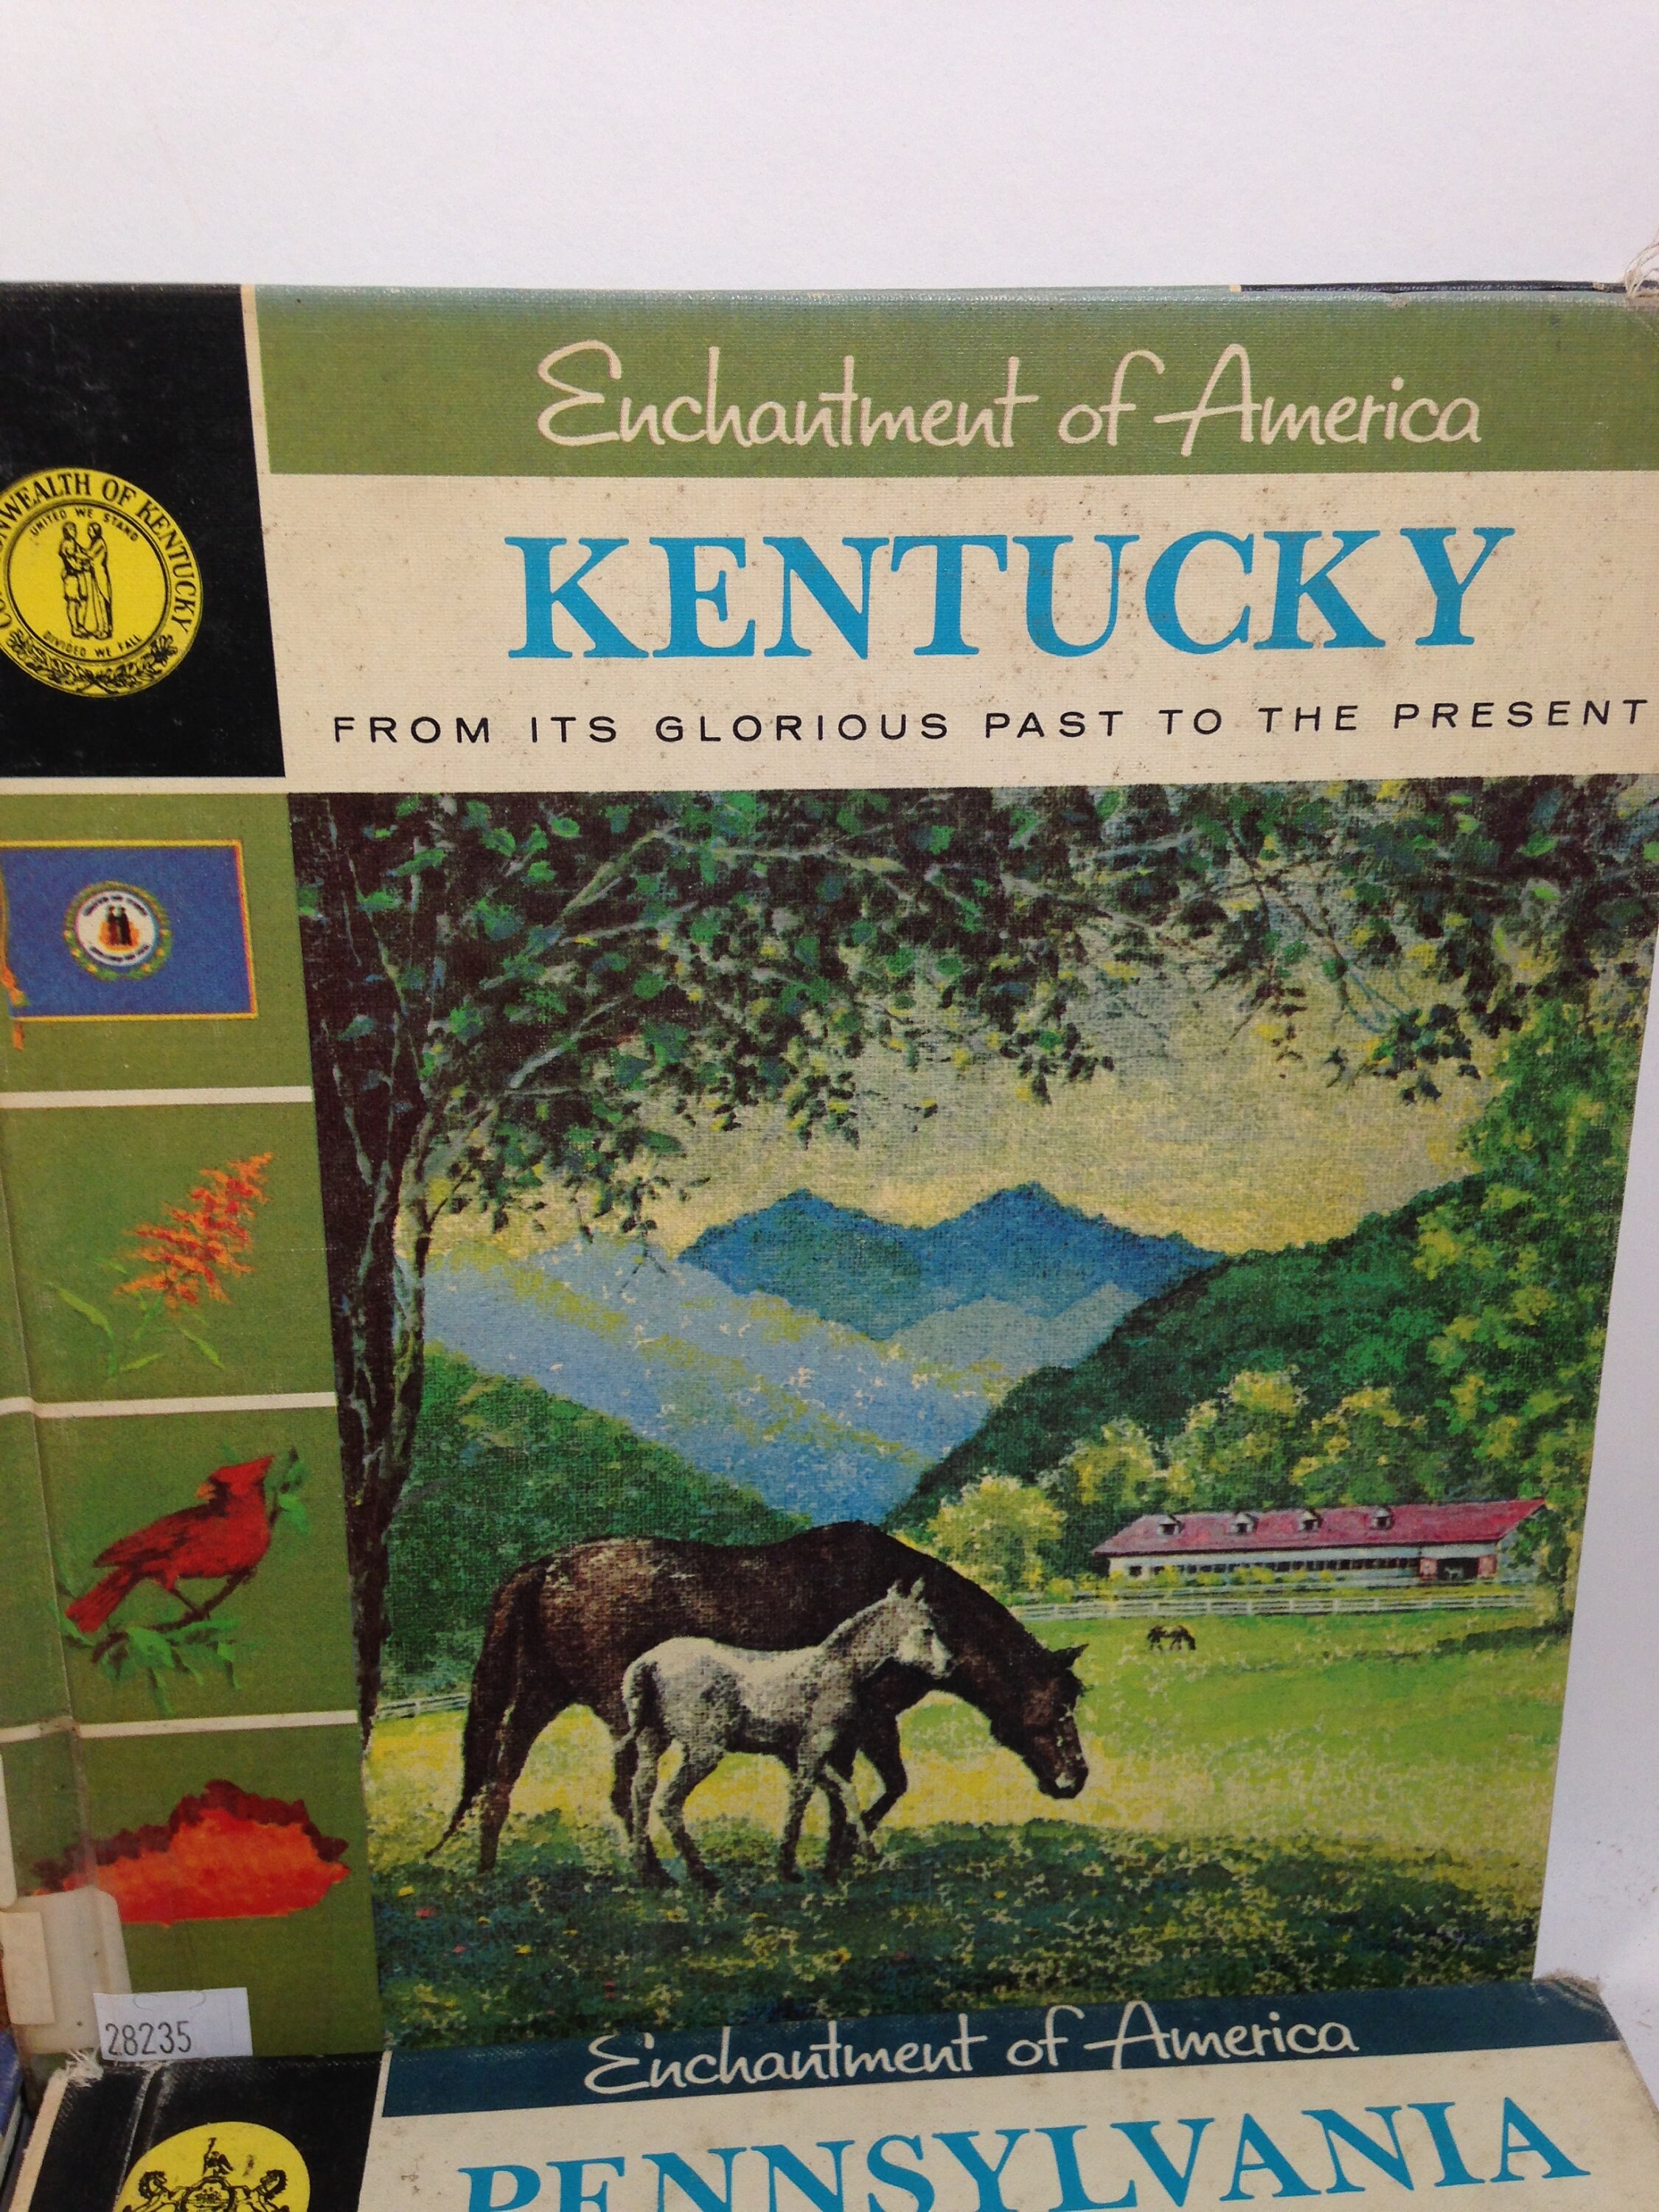 Enchantment of America
KENTUCKY
FROM ITS GLORIOUS PAST TO THE PRESENT
WEALTH OF KENTUCKY
UNITED WE STAND
DIVIDED WE FALL
28235
Enchantment of America
PENNSYLVANIA